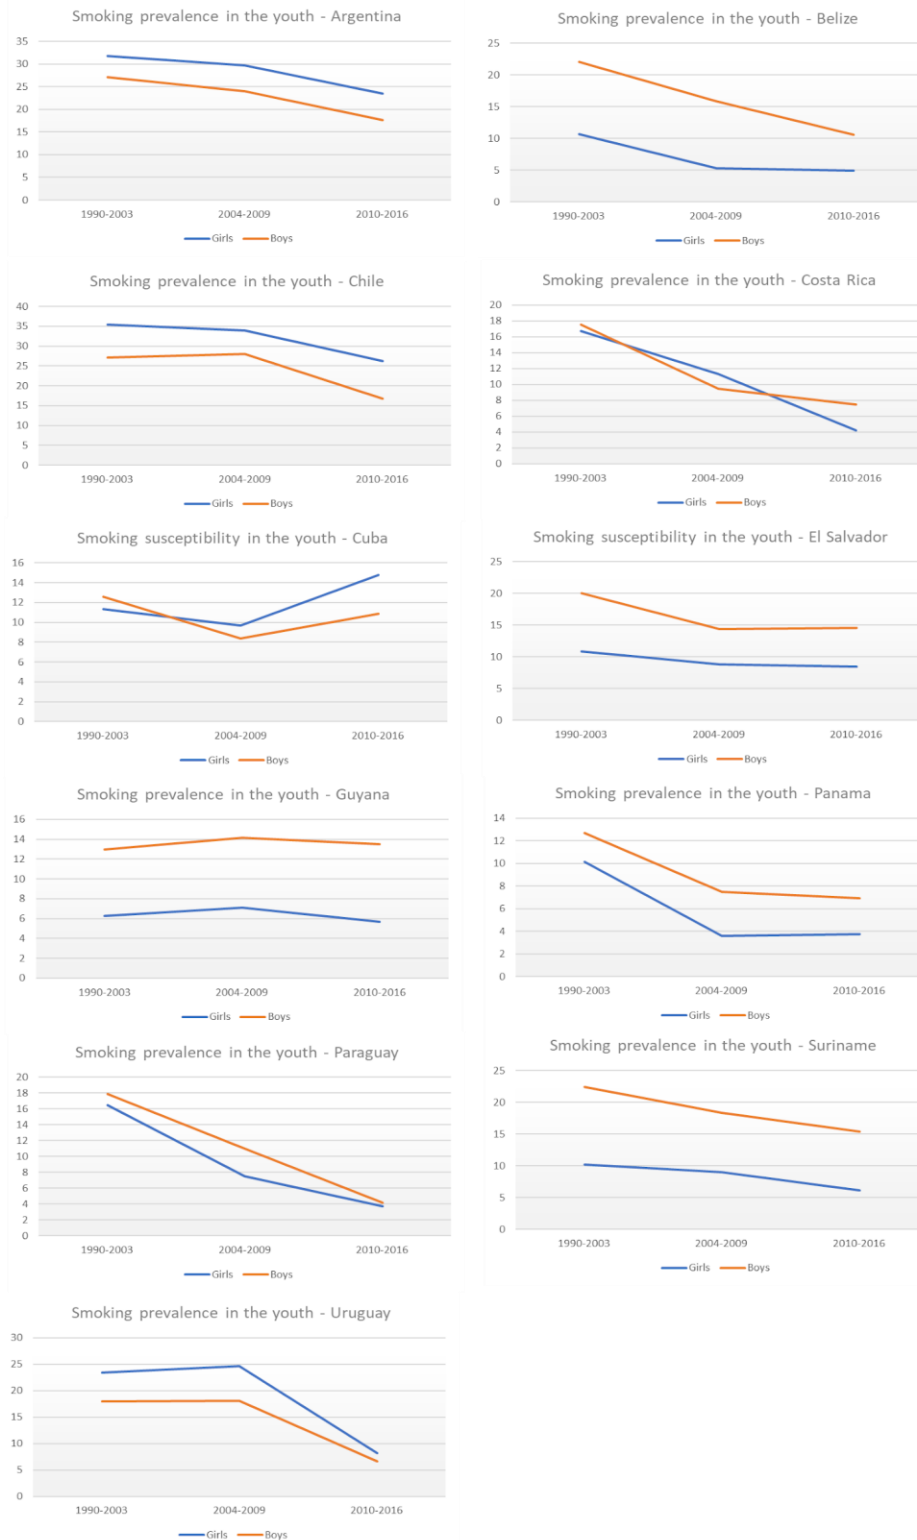 Smoking prevalence in the youth - Argentina
35
30
25
20
15
10
5
0
1990-2003 2004-2009 2010-2016
Girls Boys
Smoking prevalence in the youth - Belize
25
20
15
10
5
0
1990-2003 2004-2009 2010-2016
Girls Boys
Smoking prevalence in the youth - Chile
40
35
30
25
20
15
10
5
0
1990-2003 2004-2009 2010-2016
Girls Boys
Smoking prevalence in the youth - Costa Rica
20
18
16
14
12
10
8
6
4
2
0
1990-2003 2004-2009 2010-2016
Girls Boys
Smoking susceptibility in the youth - Cuba
16
14
12
10
8
6
4
2
0
1990-2003 2004-2009 2010-2016
Girls Boys
Smoking susceptibility in the youth - El Salvador
25
20
15
10
5
0
1990-2003 2004-2009 2010-2016
Girls Boys
Smoking prevalence in the youth - Guyana
16
14
12
10
8
6
4
2
0
1990-2003 2004-2009 2010-2016
Girls Boys
Smoking prevalence in the youth - Panama
14
12
10
8
6
4
2
0
1990-2003 2004-2009 2010-2016
Girls Boys
Smoking prevalence in the youth - Paraguay
20
18
16
14
12
10
8
6
4
2
0
1990-2003 2004-2009 2010-2016
Girls Boys
Smoking prevalence in the youth - Suriname
25
20
15
10
5
0
1990-2003 2004-2009 2010-2016
Girls Boys
Smoking prevalence in the youth - Uruguay
30
25
20
15
10
5
0
1990-2003 2004-2009 2010-2016
Girls Boys